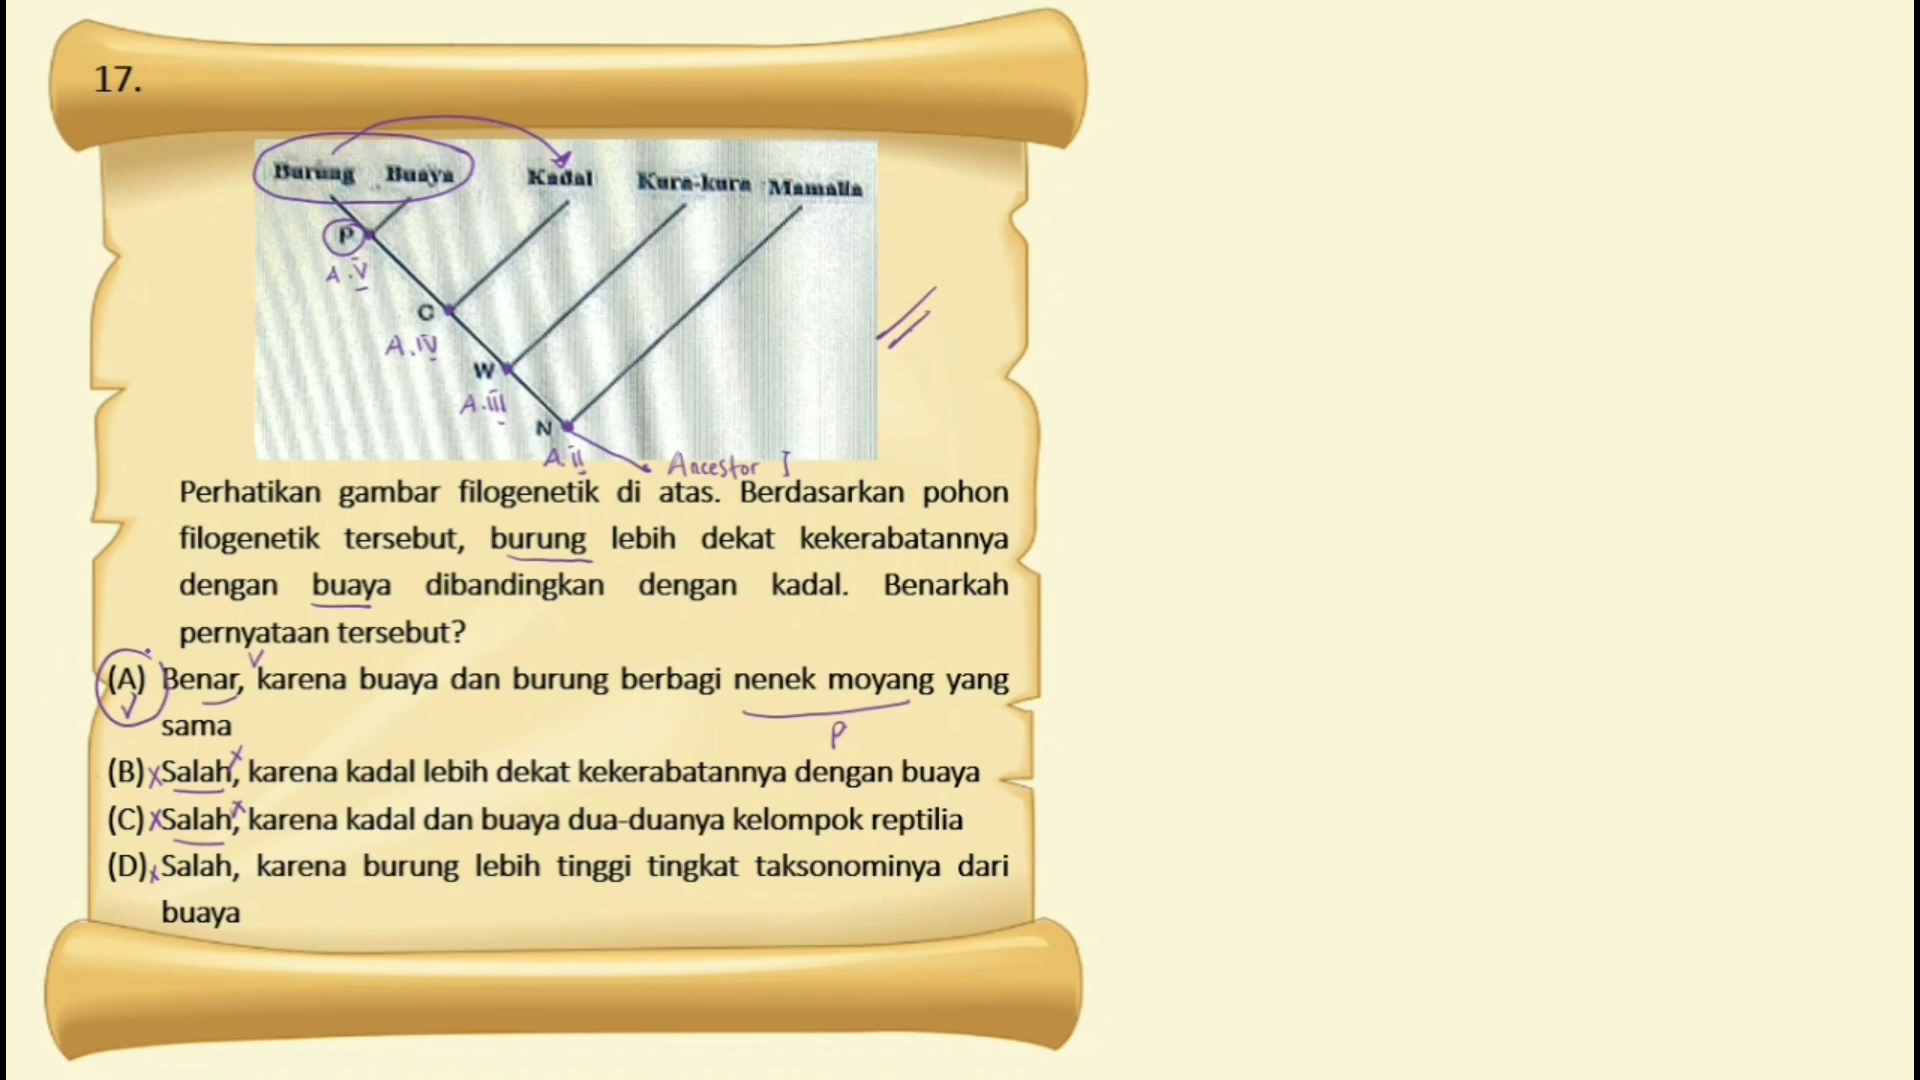 17.
Burung Buaya Kadal Kura-kura Mamalia
P
A.V
G
A.IV
W
A.III
N
A.II Ancestor I
Perhatikan gambar filogenetik di atas. Berdasarkan pohon
filogenetik tersebut, burung lebih dekat kekerabatannya
dengan buaya dibandingkan dengan kadal. Benarkah
pernyataan tersebut?
(A) Benar, karena buaya dan burung berbagi nenek moyang yang
sama
P
(B) Salah, karena kadal lebih dekat kekerabatannya dengan buaya
(C) Salah, karena kadal dan buaya dua-duanya kelompok reptilia
(D) Salah, karena burung lebih tinggi tingkat taksonominya dari
buaya